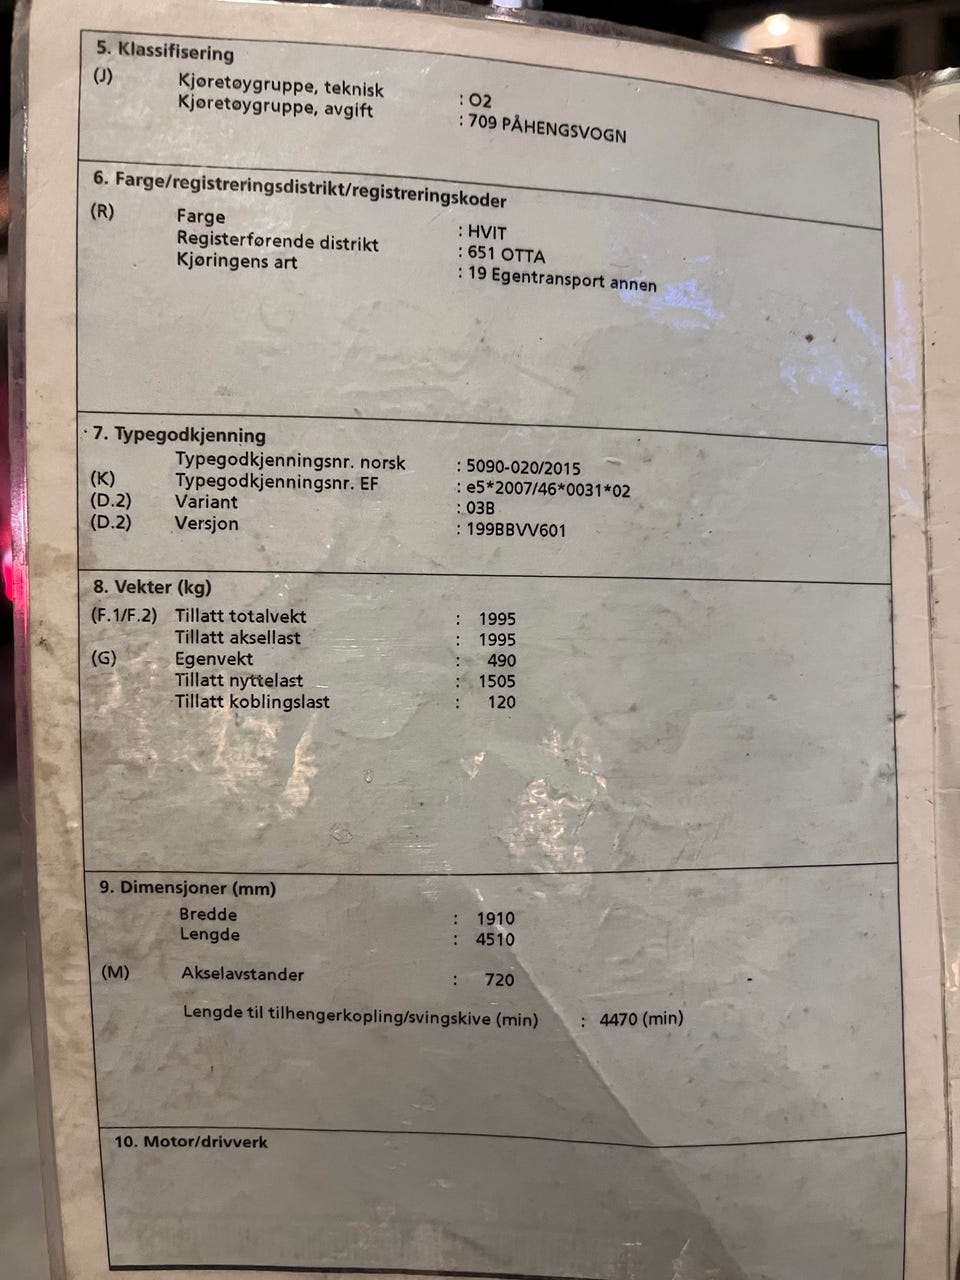 5. Klassifisering
(J) Kjøretøygruppe, teknisk : O2
Kjøretøygruppe, avgift : 709 PÅHENGSVOGN
6. Farge/registreringsdistrikt/registreringskoder
(R) Farge : HVIT
Registerførende distrikt : 651 OTTA
Kjøringens art : 19 Egentransport annen
7. Typegodkjenning
Typegodkjenningsnr. norsk : 5090-020/2015
(K) Typegodkjenningsnr. EF : e5*2007/46*0031*02
(D.2) Variant : 03B
(D.2) Versjon : 199BBVV601
8. Vekter (kg)
(F.1/F.2) Tillatt totalvekt : 1995
Tillatt aksellast : 1995
(G) Egenvekt : 490
Tillatt nyttelast : 1505
Tillatt koblingslast : 120
9. Dimensjoner (mm)
Bredde : 1910
Lengde : 4510
(M) Akselavstander : 720
Lengde til tilhengerkopling/svingskive (min) : 4470 (min)
10. Motor/drivverk